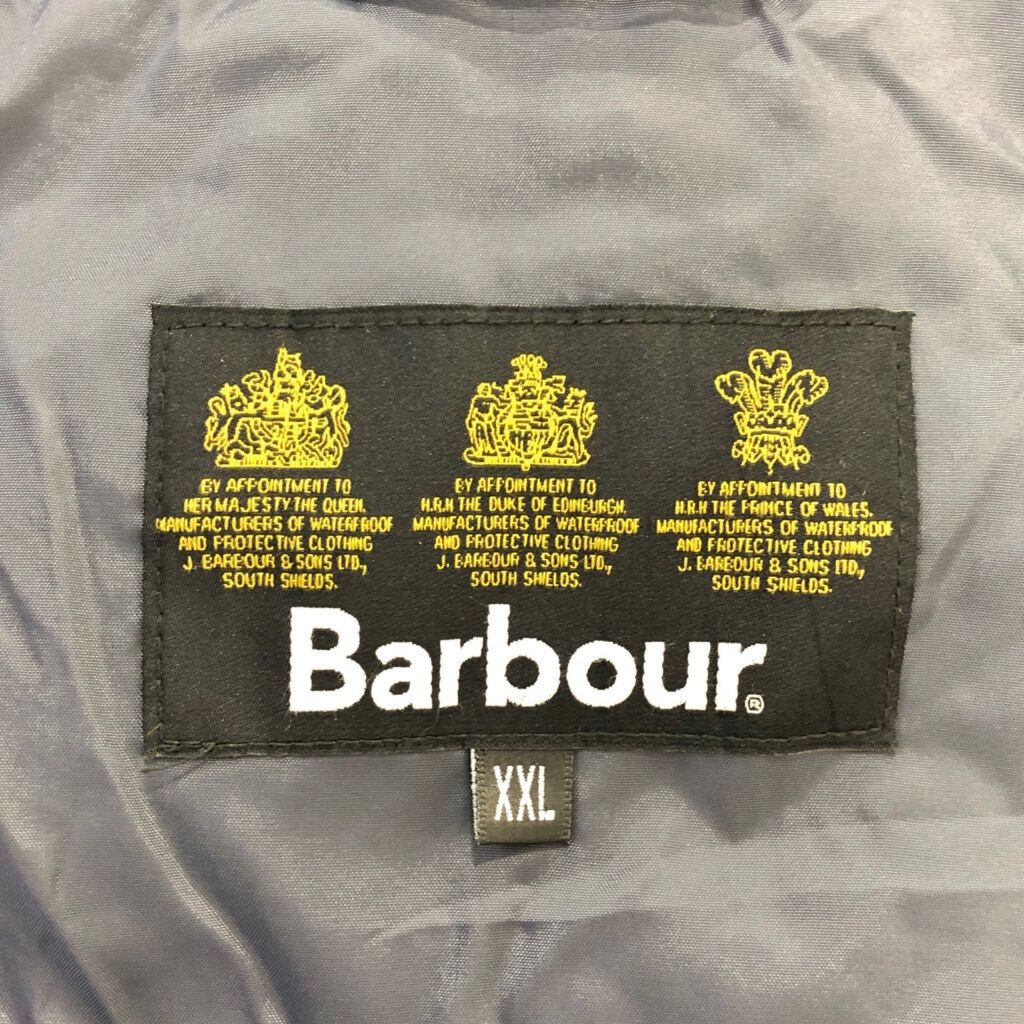 BY APPOINTMENT TO
HER MAJESTY THE QUEEN.
MANUFACTURERS OF WATERPROOF
AND PROTECTIVE CLOTHING
J. BARBOUR & SONS LTD.,
SOUTH SHIELDS.
BY APPOINTMENT TO
H.R.H THE DUKE OF EDINBURGH.
MANUFACTURERS OF WATERPROOF
AND PROTECTIVE CLOTHING
J. BARBOUR & SONS LTD.,
SOUTH SHIELDS.
BY APPOINTMENT TO
H.R.H THE PRINCE OF WALES.
MANUFACTURERS OF WATERPROOF
AND PROTECTIVE CLOTHING
J. BARBOUR & SONS LTD.,
SOUTH SHIELDS.
Barbour®
XXL